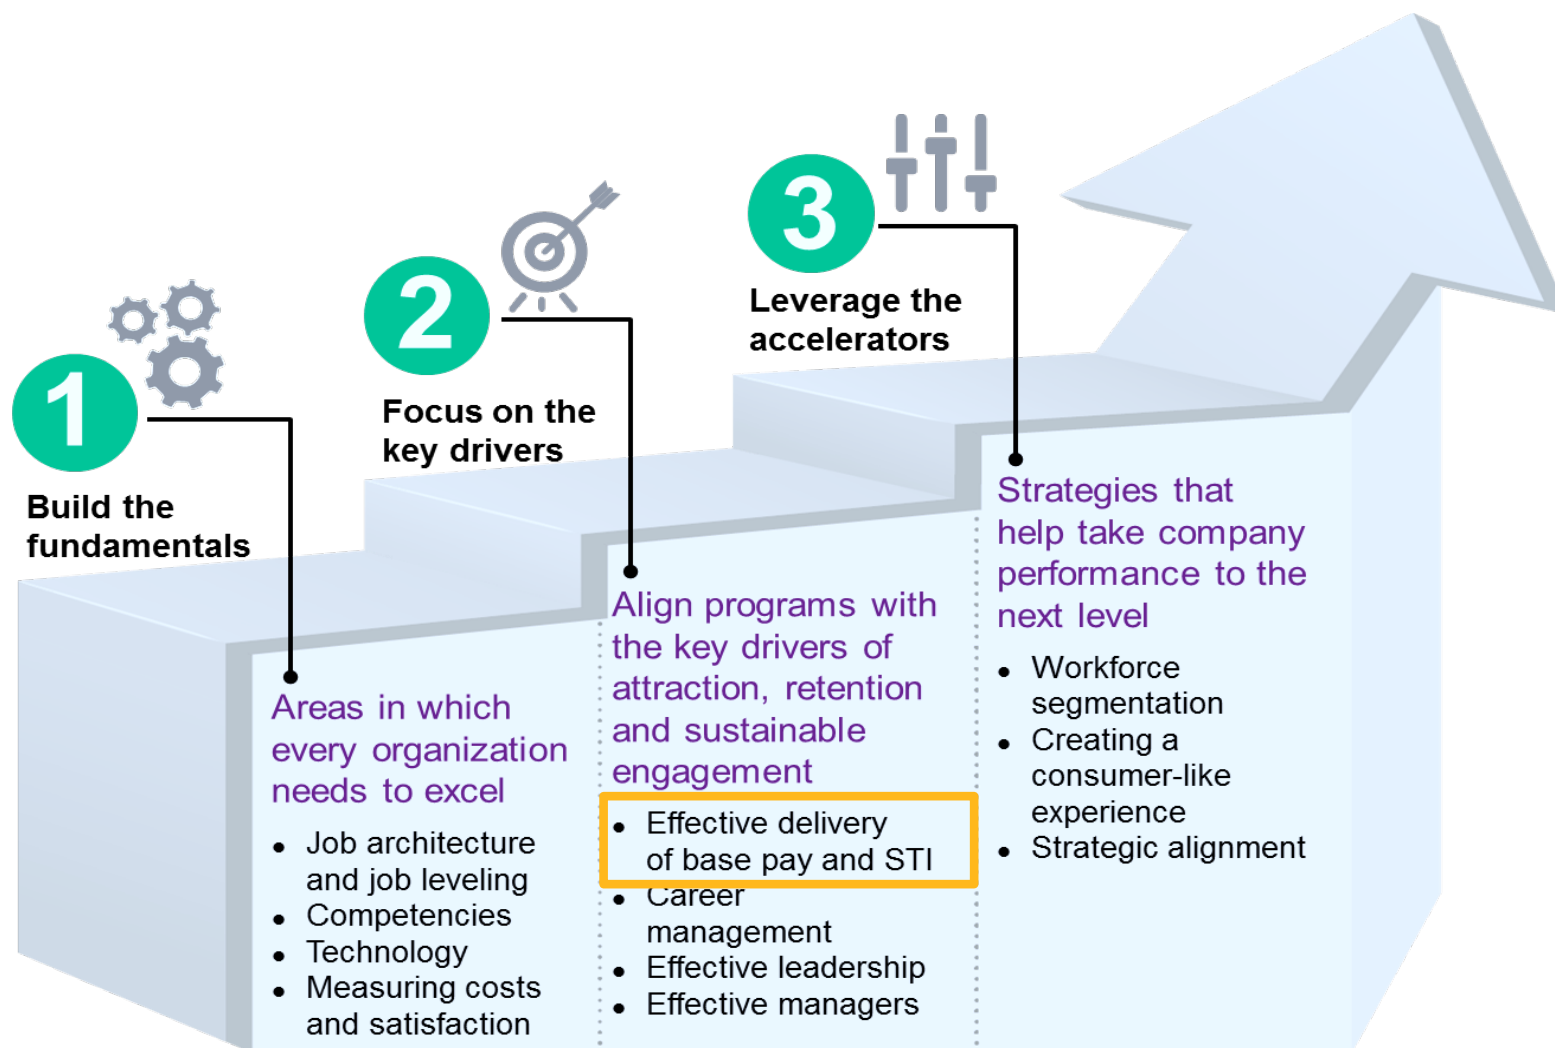 1
Build the
fundamentals
Areas in which
every organization
needs to excel
• Job architecture
and job leveling
• Competencies
• Technology
• Measuring costs
and satisfaction
2
Focus on the
key drivers
Align programs with
the key drivers of
attraction, retention
and sustainable
engagement
• Effective delivery
of base pay and STI
• Career
management
• Effective leadership
• Effective managers
3
Leverage the
accelerators
Strategies that
help take company
performance to the
next level
• Workforce
segmentation
• Creating a
consumer-like
experience
• Strategic alignment